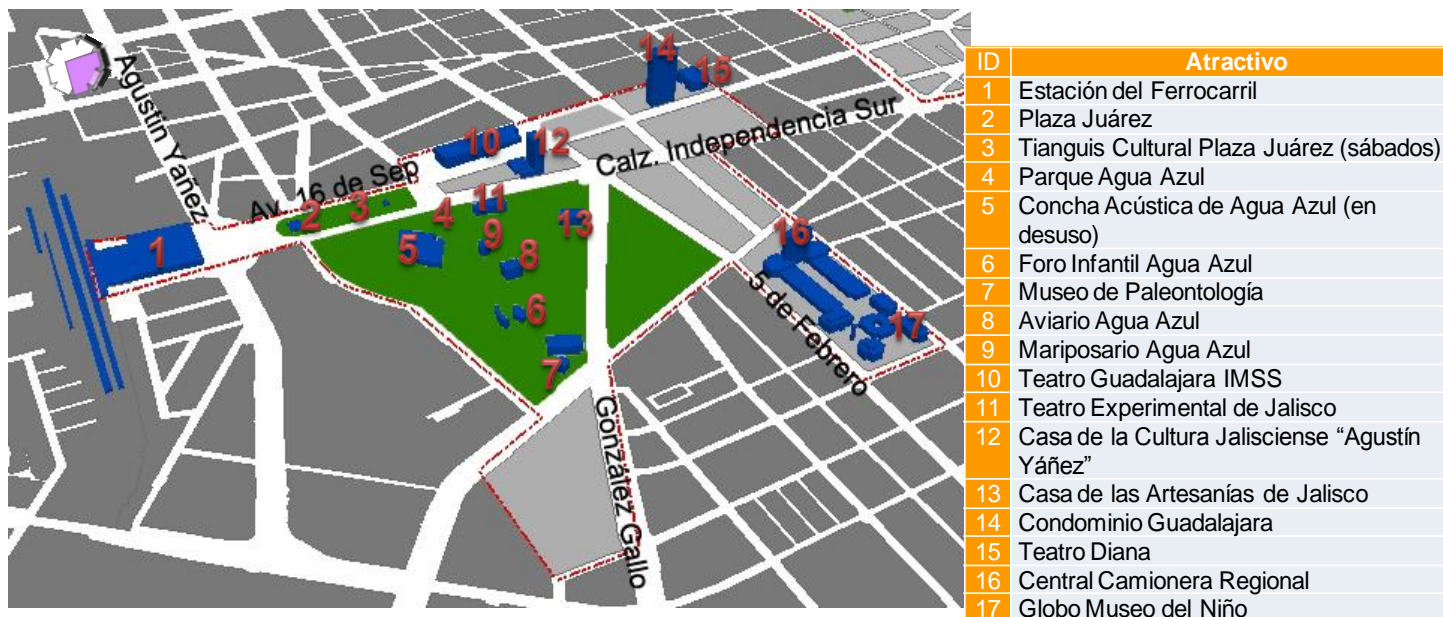 Agustín Yañez
Av. 16 de Sep
Calz. Independencia Sur
5 de Febrero
González Gallo
1
2
3
4
5
6
7
8
9
10
11
12
13
14
15
16
17
ID Atractivo
1 Estación del Ferrocarril
2 Plaza Juárez
3 Tianguis Cultural Plaza Juárez (sábados)
4 Parque Agua Azul
5 Concha Acústica de Agua Azul (en
desuso)
6 Foro Infantil Agua Azul
7 Museo de Paleontología
8 Aviario Agua Azul
9 Mariposario Agua Azul
10 Teatro Guadalajara IMSS
11 Teatro Experimental de Jalisco
12 Casa de la Cultura Jalisciense “Agustín
Yáñez”
13 Casa de las Artesanías de Jalisco
14 Condominio Guadalajara
15 Teatro Diana
16 Central Camionera Regional
17 Globo Museo del Niño